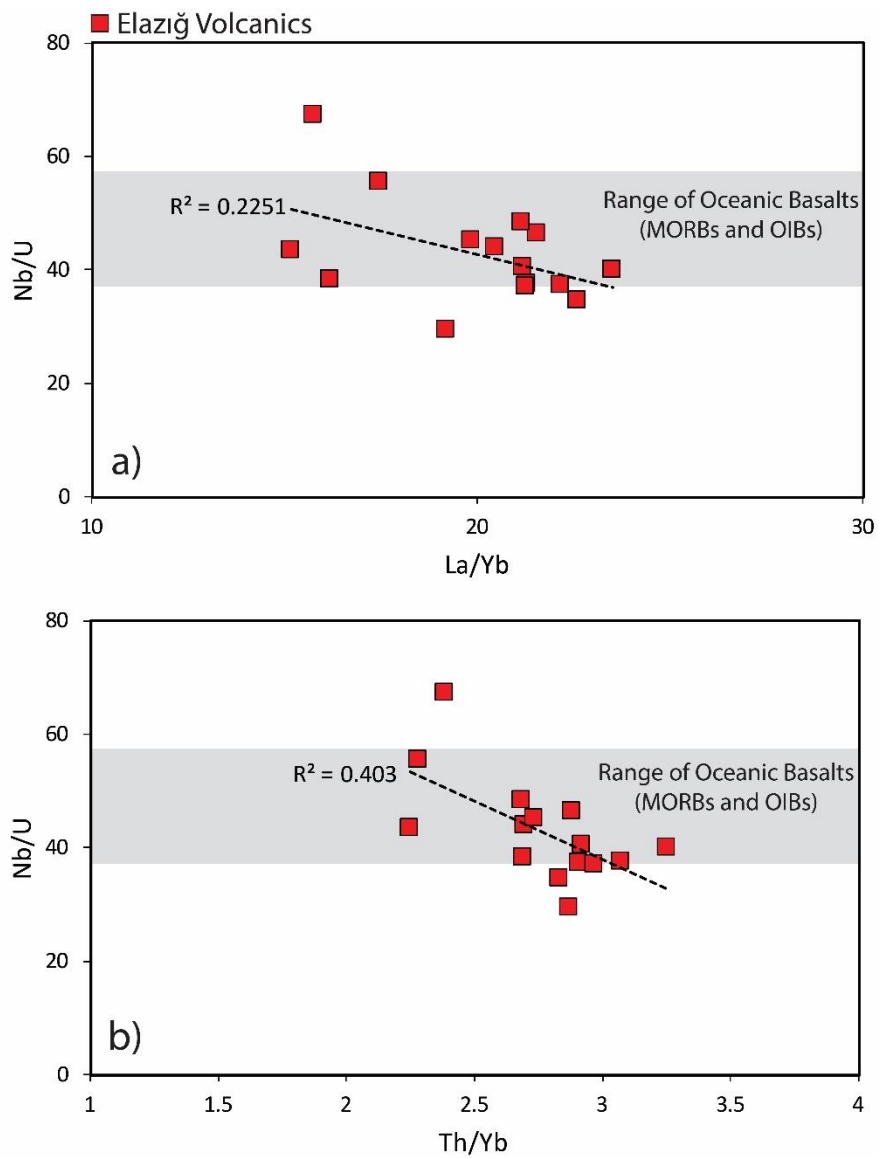 Elazığ Volcanics
80
60
40
20
0
Nb/U
R² = 0.2251
Range of Oceanic Basalts
(MORBs and OIBs)
a)
10
20
30
La/Yb
80
60
40
20
0
Nb/U
R² = 0.403
Range of Oceanic Basalts
(MORBs and OIBs)
b)
1
1.5
2
2.5
3
3.5
4
Th/Yb